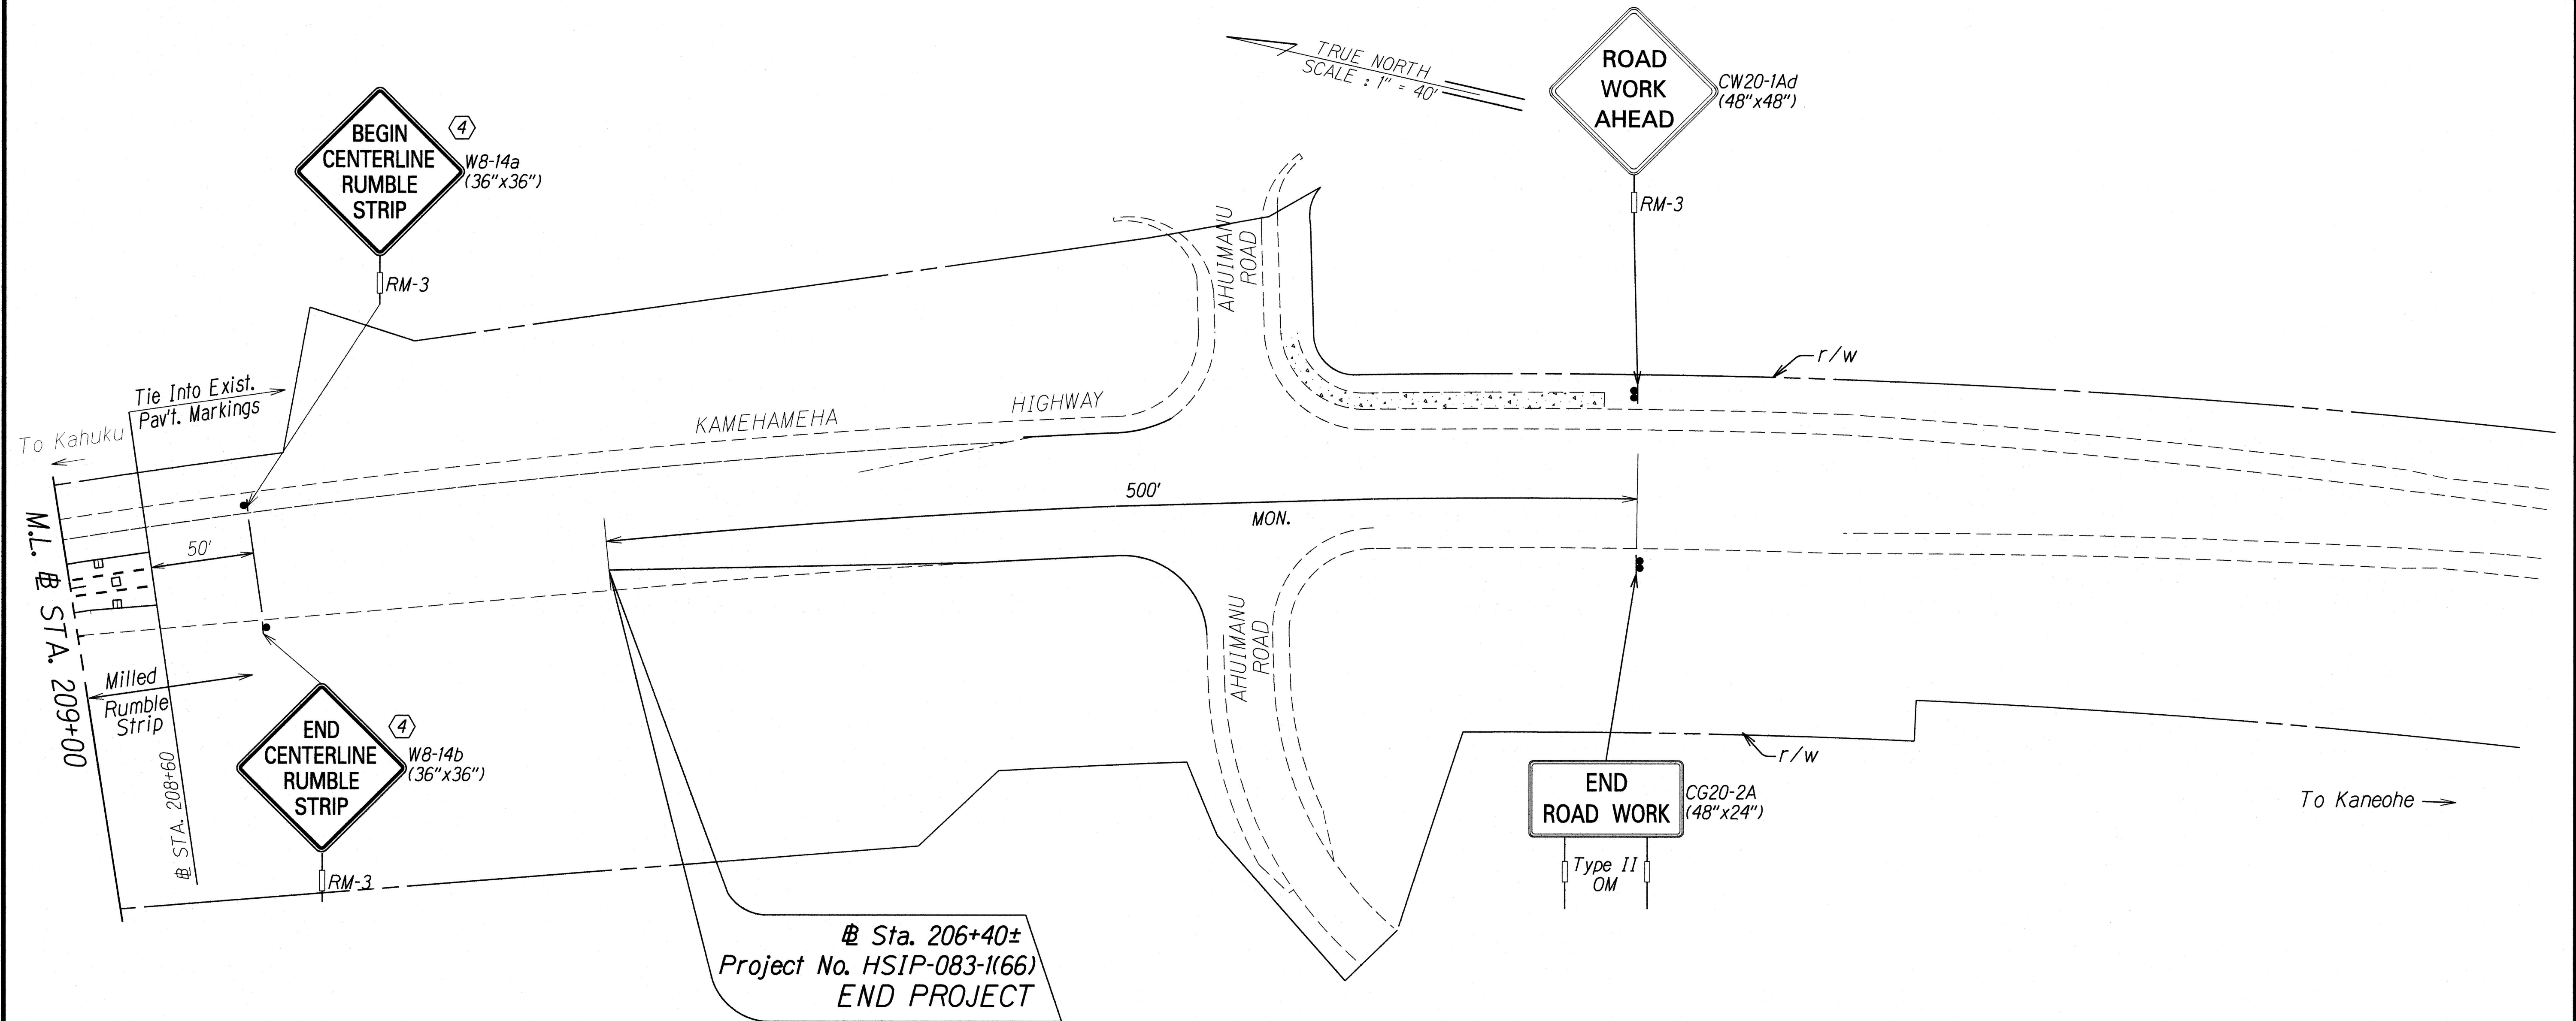 TRUE NORTH
SCALE : 1" = 40'
ROAD
WORK
AHEAD
CW20-1Ad
(48"x48")
RM-3
BEGIN
CENTERLINE
RUMBLE
STRIP
4
W8-14a
(36"x36")
RM-3
AHUIMANU
ROAD
r/w
Tie Into Exist.
Pav't. Markings
To Kahuku
KAMEHAMEHA HIGHWAY
500'
MON.
50'
M.L. BL STA. 209+00
Milled
Rumble
Strip
BL STA. 208+60
END
CENTERLINE
RUMBLE
STRIP
4
W8-14b
(36"x36")
RM-3
AHUIMANU
ROAD
r/w
END
ROAD WORK
CG20-2A
(48"x24")
Type II
OM
To Kaneohe
BL Sta. 206+40±
Project No. HSIP-083-1(66)
END PROJECT